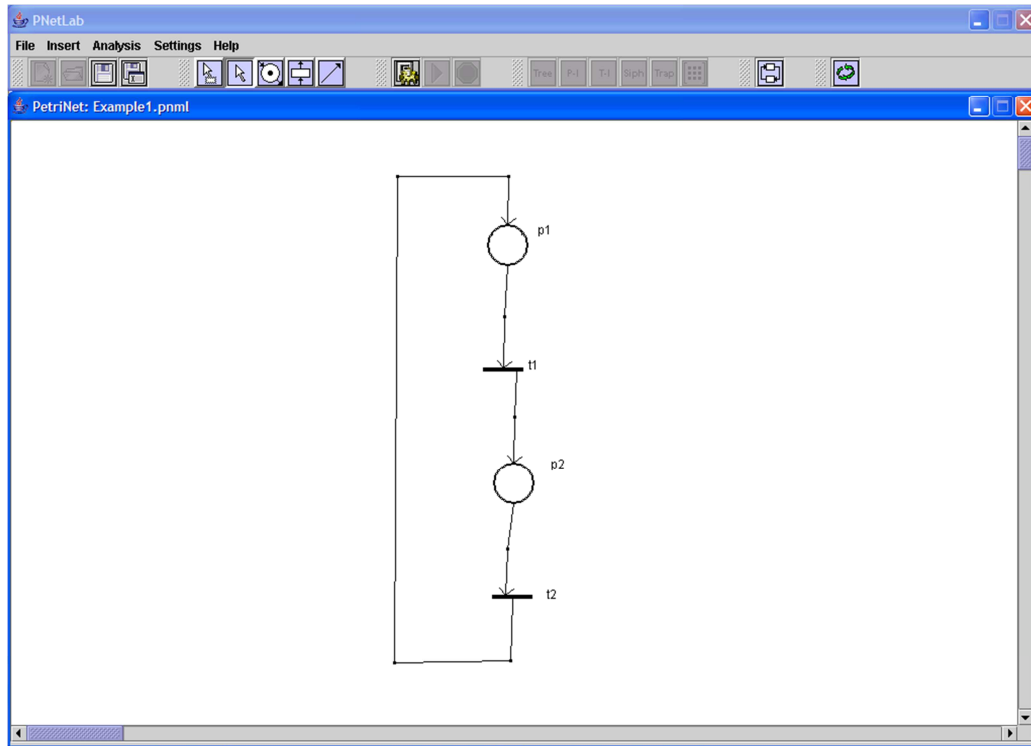 PNetLab
File Insert Analysis Settings Help
Tree P-I T-I Siph Trap
PetriNet: Example1.pnml
p1
t1
p2
t2